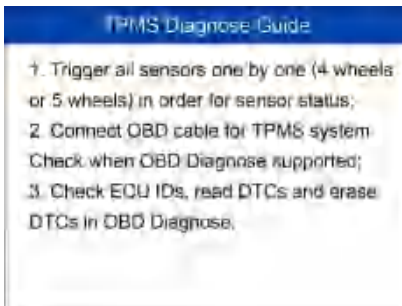 TPMS Diagnose Guide
1. Trigger all sensors one by one (4 wheels
or 5 wheels) in order for sensor status;
2. Connect OBD cable for TPMS system
Check when OBD Diagnose supported;
3. Check ECU IDs, read DTCs and erase
DTCs in OBD Diagnose.